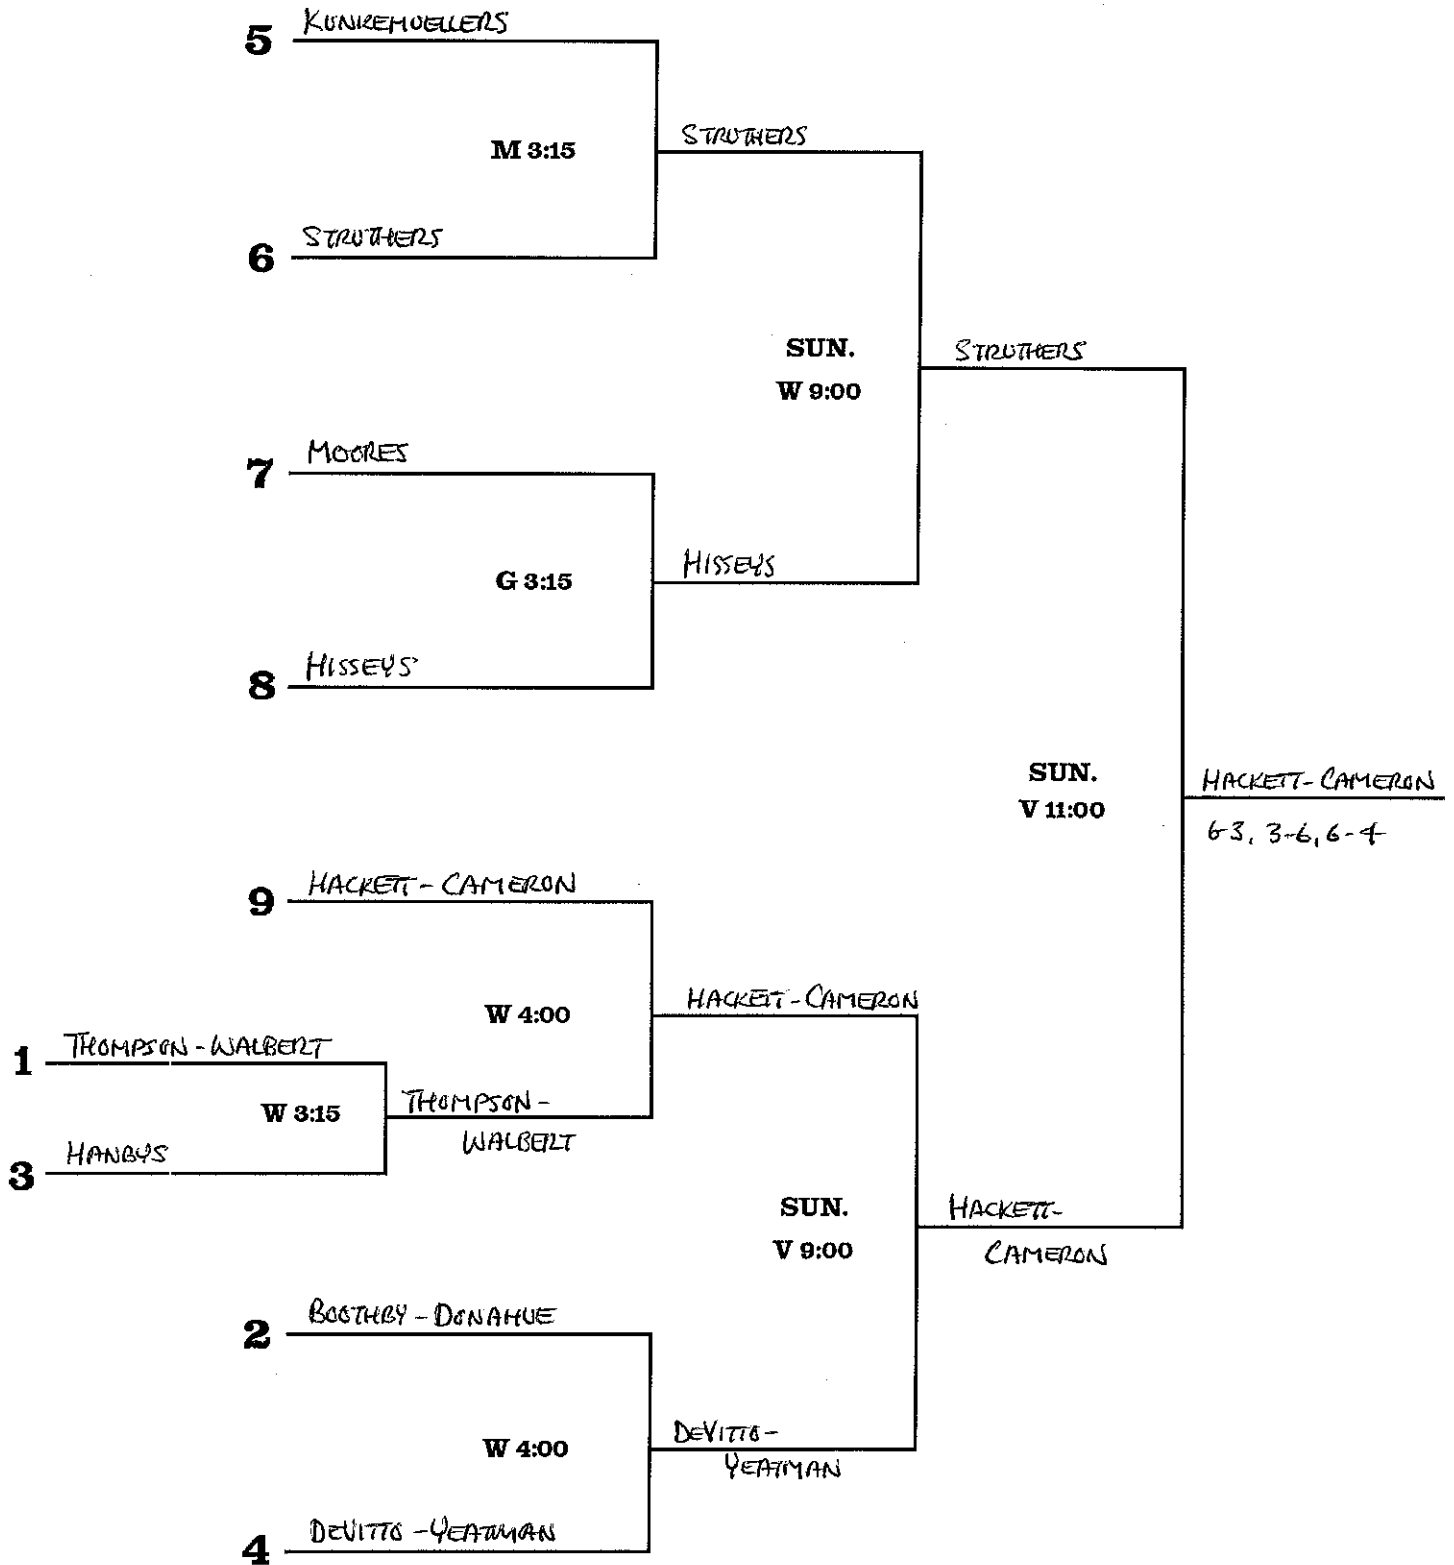 5 KUNKEMUELLERS
M 3:15
STRUTHERS
6 STRUTHERS
SUN.
W 9:00
STRUTHERS
7 MOORES
G 3:15
HISSEYS
8 HISSEYS
SUN.
V 11:00
HACKETT-CAMERON
6-3, 3-6, 6-4
9 HACKETT-CAMERON
W 4:00
HACKETT-CAMERON
1 THOMPSON-WALBERT
W 3:15
THOMPSON-
WALBERT
3 HANBYS
SUN.
V 9:00
HACKETT-
CAMERON
2 BOOTHBY-DONAHUE
W 4:00
DEVITTO-
YEATMAN
4 DEVITTO-YEATMAN